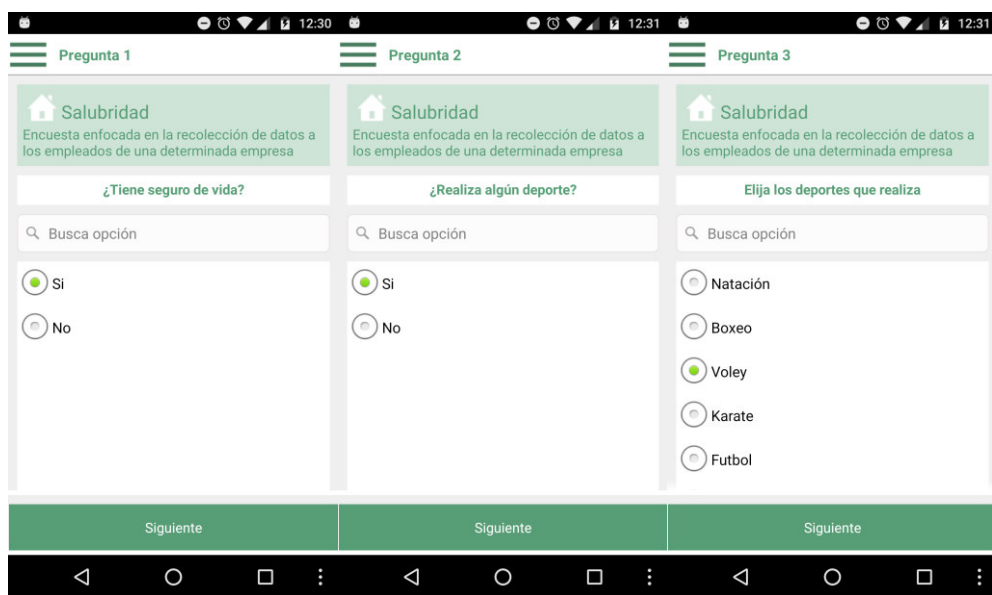 12:30
Pregunta 1
Salubridad
Encuesta enfocada en la recolección de datos a
los empleados de una determinada empresa
¿Tiene seguro de vida?
Busca opción
Si
No
Siguiente
12:31
Pregunta 2
Salubridad
Encuesta enfocada en la recolección de datos a
los empleados de una determinada empresa
¿Realiza algún deporte?
Busca opción
Si
No
Siguiente
12:31
Pregunta 3
Salubridad
Encuesta enfocada en la recolección de datos a
los empleados de una determinada empresa
Elija los deportes que realiza
Busca opción
Natación
Boxeo
Voley
Karate
Futbol
Siguiente